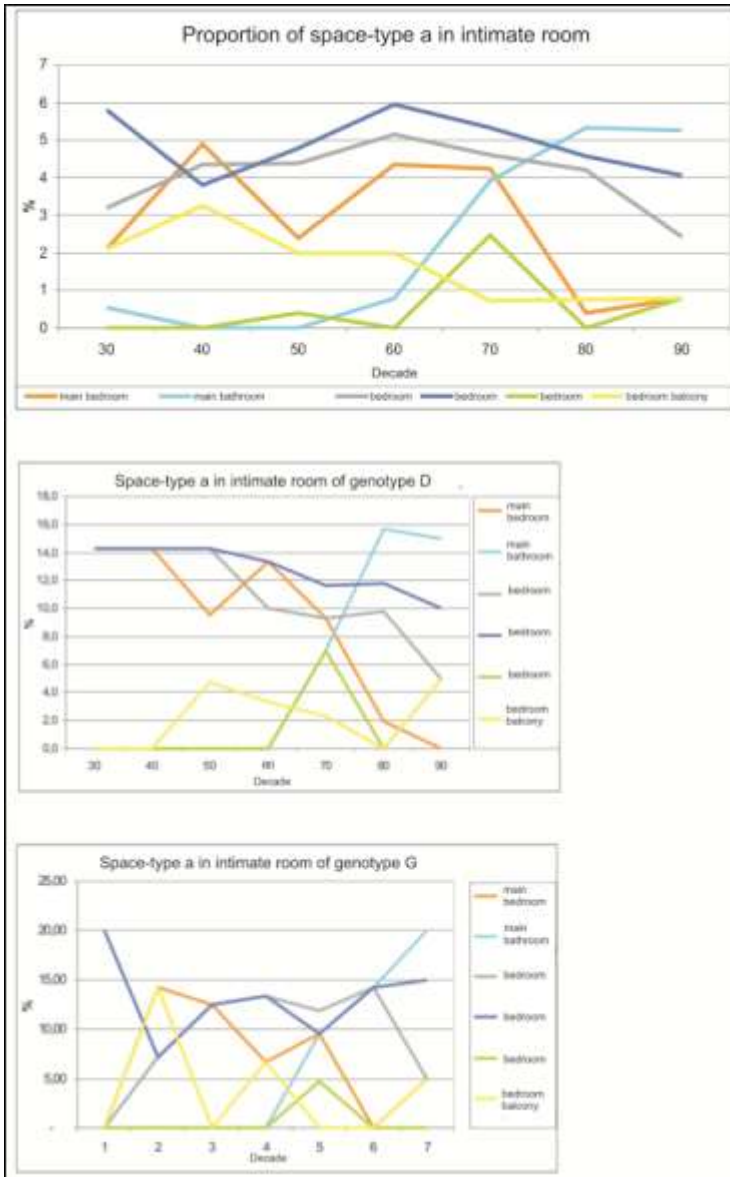 Proportion of space-type a in intimate room
7
6
5
4
3
2
1
0
%
30 40 50 60 70 80 90
Decade
main bedroom main bathroom bedroom bedroom bedroom bedroom balcony
Space-type a in intimate room of genotype D
18,0
16,0
14,0
12,0
10,0
8,0
6,0
4,0
2,0
0,0
%
30 40 50 60 70 80 90
Decade
main
bedroom
main
bathroom
bedroom
bedroom
bedroom
bedroom
balcony
Space-type a in intimate room of genotype G
25,00
20,00
15,00
10,00
5,00
-
%
1 2 3 4 5 6 7
Decade
main
bedroom
main
bathroom
bedroom
bedroom
bedroom
bedroom
balcony